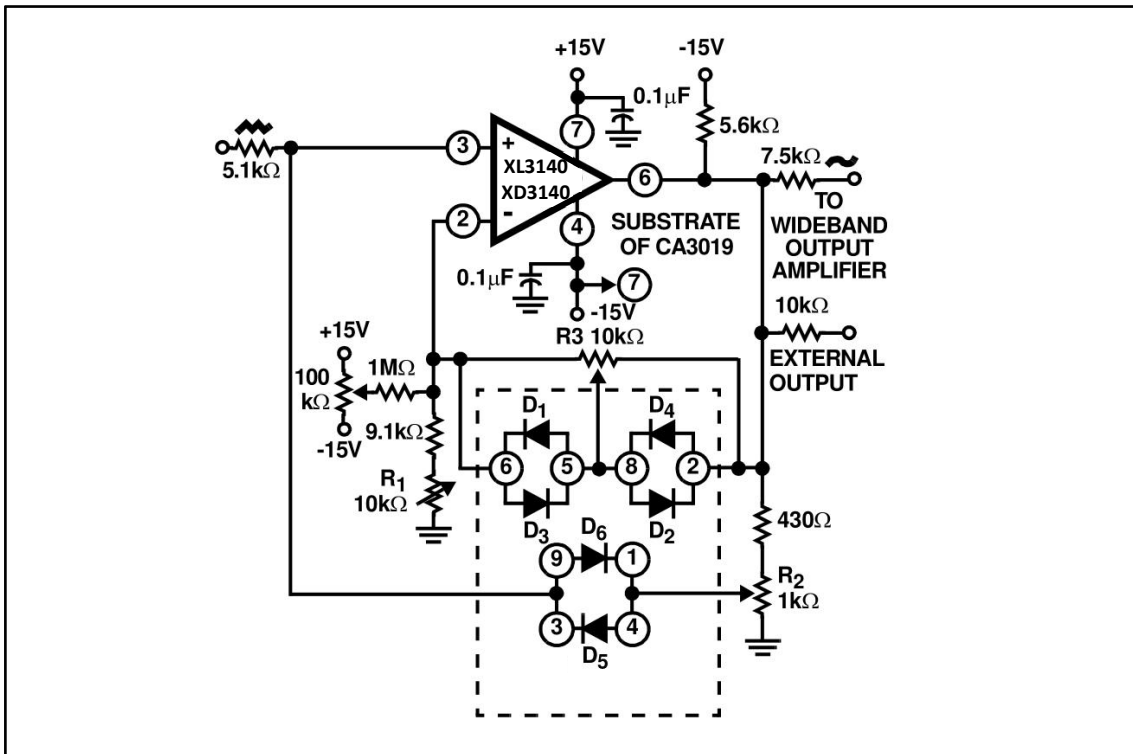 +15V
-15V
0.1µF
5.6kΩ
7
3
+
5.1kΩ
XL3140
XD3140
6
7.5kΩ
2
-
4
SUBSTRATE
OF CA3019
TO
WIDEBAND
OUTPUT
AMPLIFIER
0.1µF
7
-15V
10kΩ
EXTERNAL
OUTPUT
+15V
R3 10kΩ
100
kΩ
1MΩ
-15V
9.1kΩ
D1
D4
6
5
8
2
R1
10kΩ
D3
D2
430Ω
D6
9
1
R2
1kΩ
3
4
D5